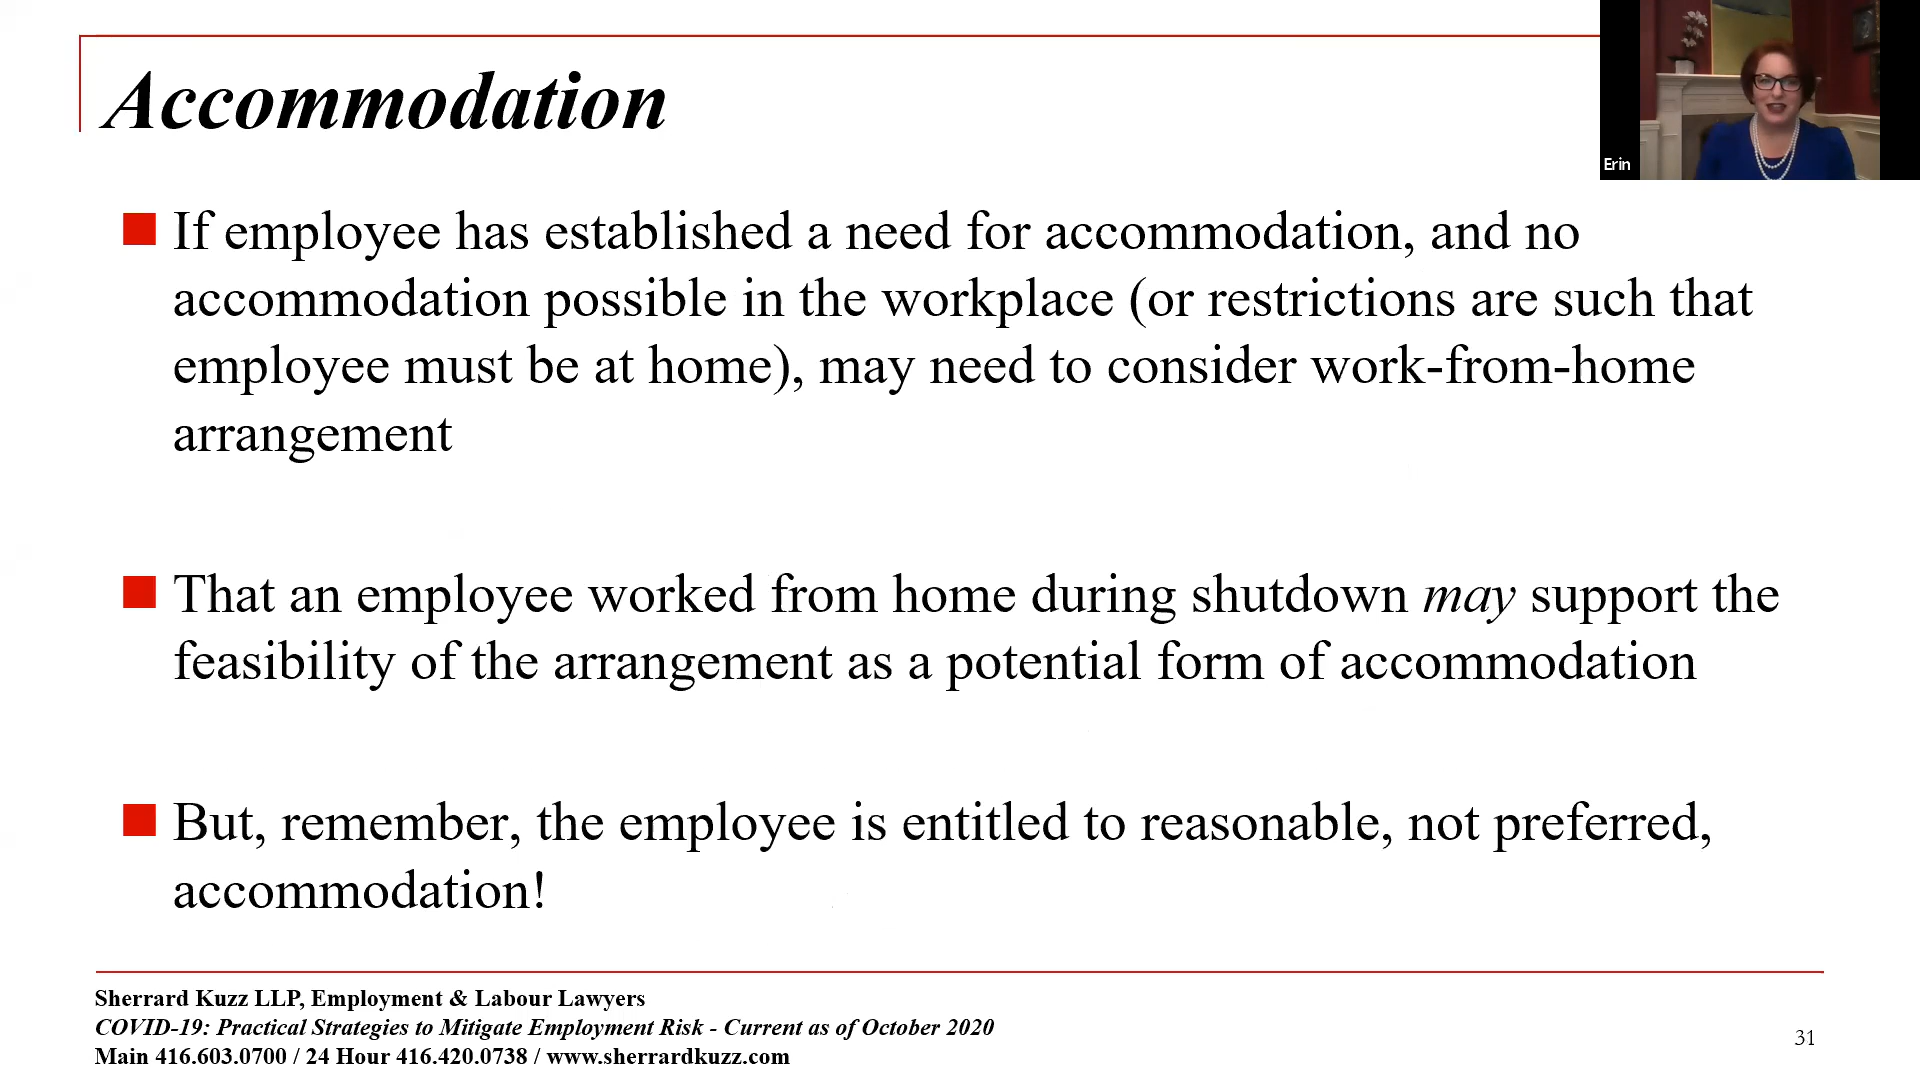 Accommodation
Erin
If employee has established a need for accommodation, and no
accommodation possible in the workplace (or restrictions are such that
employee must be at home), may need to consider work-from-home
arrangement
That an employee worked from home during shutdown may support the
feasibility of the arrangement as a potential form of accommodation
But, remember, the employee is entitled to reasonable, not preferred,
accommodation!
Sherrard Kuzz LLP, Employment & Labour Lawyers
COVID-19: Practical Strategies to Mitigate Employment Risk - Current as of October 2020
Main 416.603.0700 / 24 Hour 416.420.0738 / www.sherrardkuzz.com
31